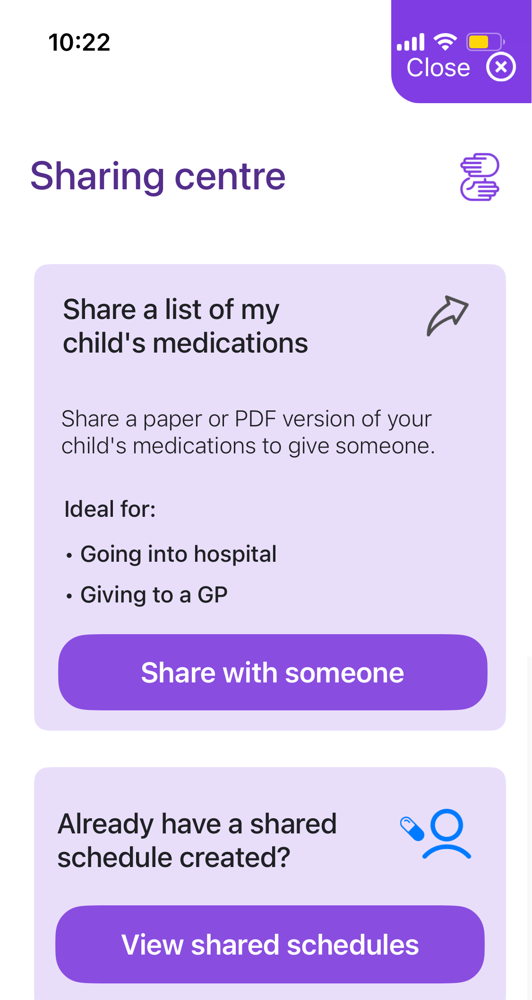 10:22
Close
Sharing centre
Share a list of my
child's medications
Share a paper or PDF version of your
child's medications to give someone.
Ideal for:
• Going into hospital
• Giving to a GP
Share with someone
Already have a shared
schedule created?
View shared schedules